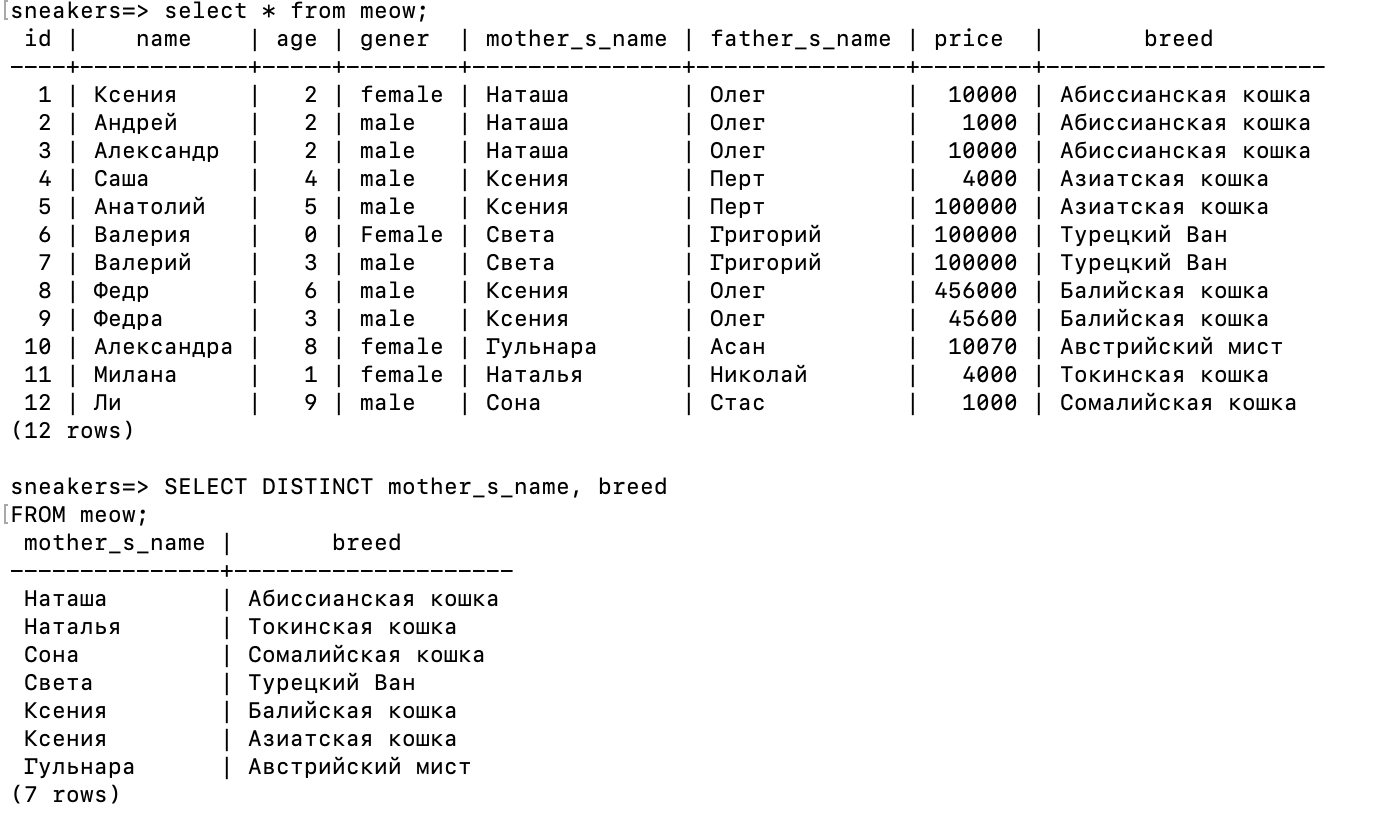 [sneakers=> select * from meow;
 id |    name     | age | gener  | mother_s_name | father_s_name | price  |       breed
----+-------------+-----+--------+---------------+---------------+--------+--------------------
  1 | Ксения      |   2 | female | Наташа        | Олег          |  10000 | Абиссианская кошка
  2 | Андрей      |   2 | male   | Наташа        | Олег          |   1000 | Абиссианская кошка
  3 | Александр   |   2 | male   | Наташа        | Олег          |  10000 | Абиссианская кошка
  4 | Саша        |   4 | male   | Ксения        | Перт          |   4000 | Азиатская кошка
  5 | Анатолий    |   5 | male   | Ксения        | Перт          | 100000 | Азиатская кошка
  6 | Валерия     |   0 | Female | Света         | Григорий      | 100000 | Турецкий Ван
  7 | Валерий     |   3 | male   | Света         | Григорий      | 100000 | Турецкий Ван
  8 | Федр        |   6 | male   | Ксения        | Олег          | 456000 | Балийская кошка
  9 | Федра       |   3 | male   | Ксения        | Олег          |  45600 | Балийская кошка
 10 | Александра  |   8 | female | Гульнара      | Асан          |  10070 | Австрийский мист
 11 | Милана      |   1 | female | Наталья       | Николай       |   4000 | Токинская кошка
 12 | Ли          |   9 | male   | Сона          | Стас          |   1000 | Сомалийская кошка
(12 rows)
sneakers=> SELECT DISTINCT mother_s_name, breed
[FROM meow;
 mother_s_name |       breed
---------------+--------------------
 Наташа        | Абиссианская кошка
 Наталья       | Токинская кошка
 Сона          | Сомалийская кошка
 Света         | Турецкий Ван
 Ксения        | Балийская кошка
 Ксения        | Азиатская кошка
 Гульнара      | Австрийский мист
(7 rows)